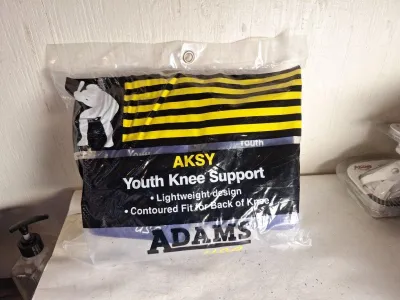 Youth
AKSY
Youth Knee Support
• Lightweight design
• Contoured Fit for Back of Knee
ADAMS